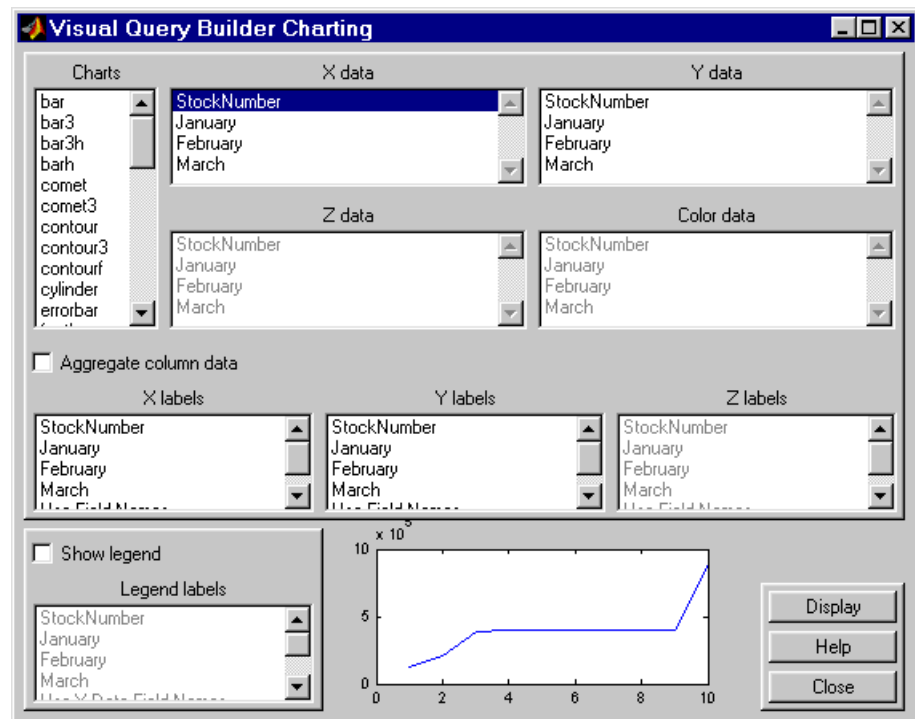 Visual Query Builder Charting
Charts
bar
bar3
bar3h
barh
comet
comet3
contour
contour3
contourf
cylinder
errorbar
X data
StockNumber
January
February
March
Y data
StockNumber
January
February
March
Z data
StockNumber
January
February
March
Color data
StockNumber
January
February
March
Aggregate column data
X labels
StockNumber
January
February
March
Y labels
StockNumber
January
February
March
Z labels
StockNumber
January
February
March
Show legend
Legend labels
StockNumber
January
February
March
x 10^5
10
5
0
0 2 4 6 8 10
Display
Help
Close